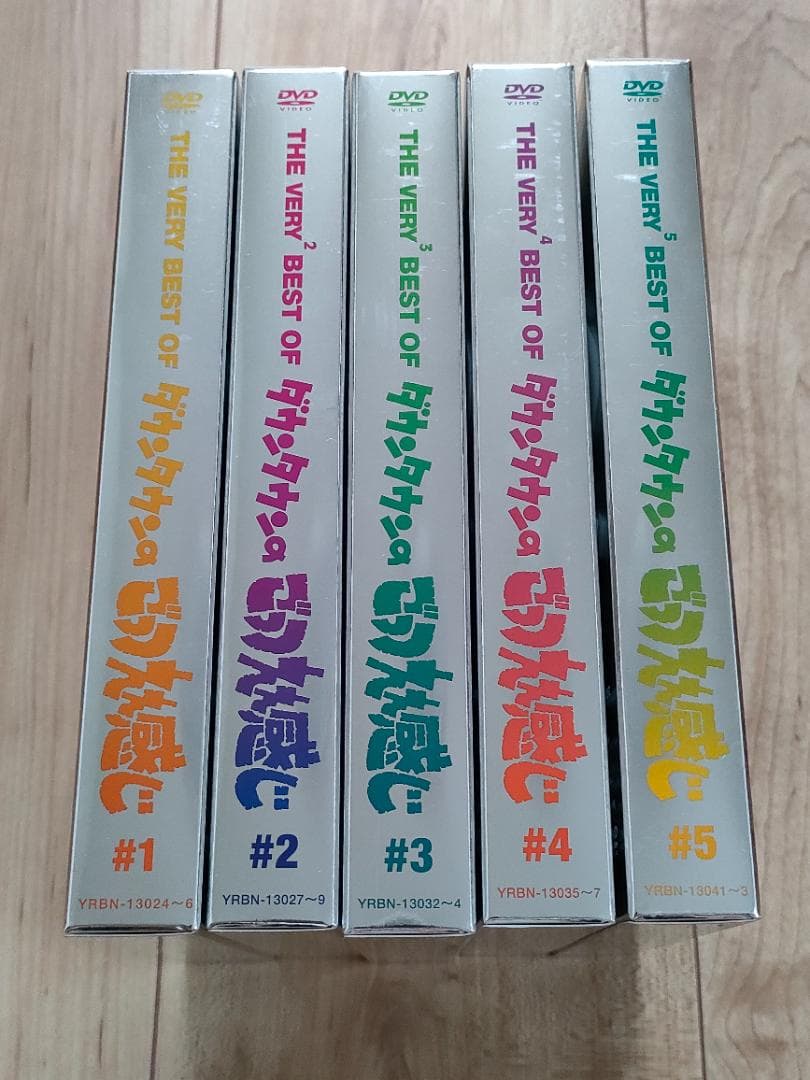 DVD
VIDEO
THE VERY BEST OF ダウンタウンの
ごっつええ感じ
#1
YRBN-13024〜6
DVD
VIDEO
THE VERY2 BEST OF ダウンタウンの
ごっつええ感じ
#2
YRBN-13027〜9
DVD
VIDEO
THE VERY3 BEST OF ダウンタウンの
ごっつええ感じ
#3
YRBN-13032〜4
DVD
VIDEO
THE VERY4 BEST OF ダウンタウンの
ごっつええ感じ
#4
YRBN-13035〜7
DVD
VIDEO
THE VERY5 BEST OF ダウンタウンの
ごっつええ感じ
#5
YRBN-13041〜3